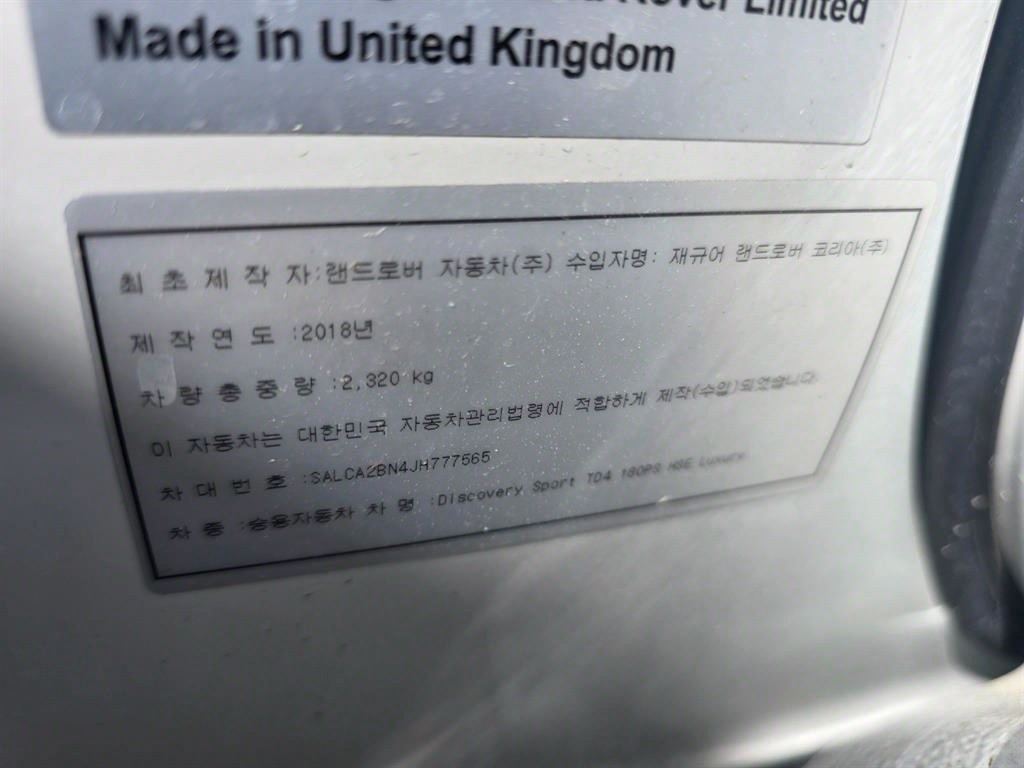 Rover Limited
Made in United Kingdom
최 초 제 작 자:랜드로버 자동차(주) 수입자명: 재규어 랜드로버 코리아(주)
제 작 연 도 :2018년
차 량 총 중 량 :2,320 kg
이 자동차는 대한민국 자동차관리법령에 적합하게 제작(수입)되었습니다.
차 대 번 호 :SALCA2BN4JH777565
차 종 :승용자동차 차 명 :Discovery Sport TD4 180PS HSE Luxury